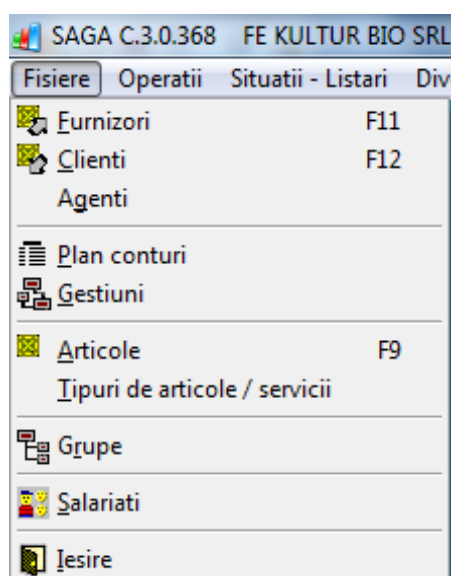 SAGA C.3.0.368 FE KULTUR BIO SRL
Fisiere Operatii Situatii - Listari Div
Furnizori F11
Clienti F12
Agenti
Plan conturi
Gestiuni
Articole F9
Tipuri de articole / servicii
Grupe
Salariati
Iesire